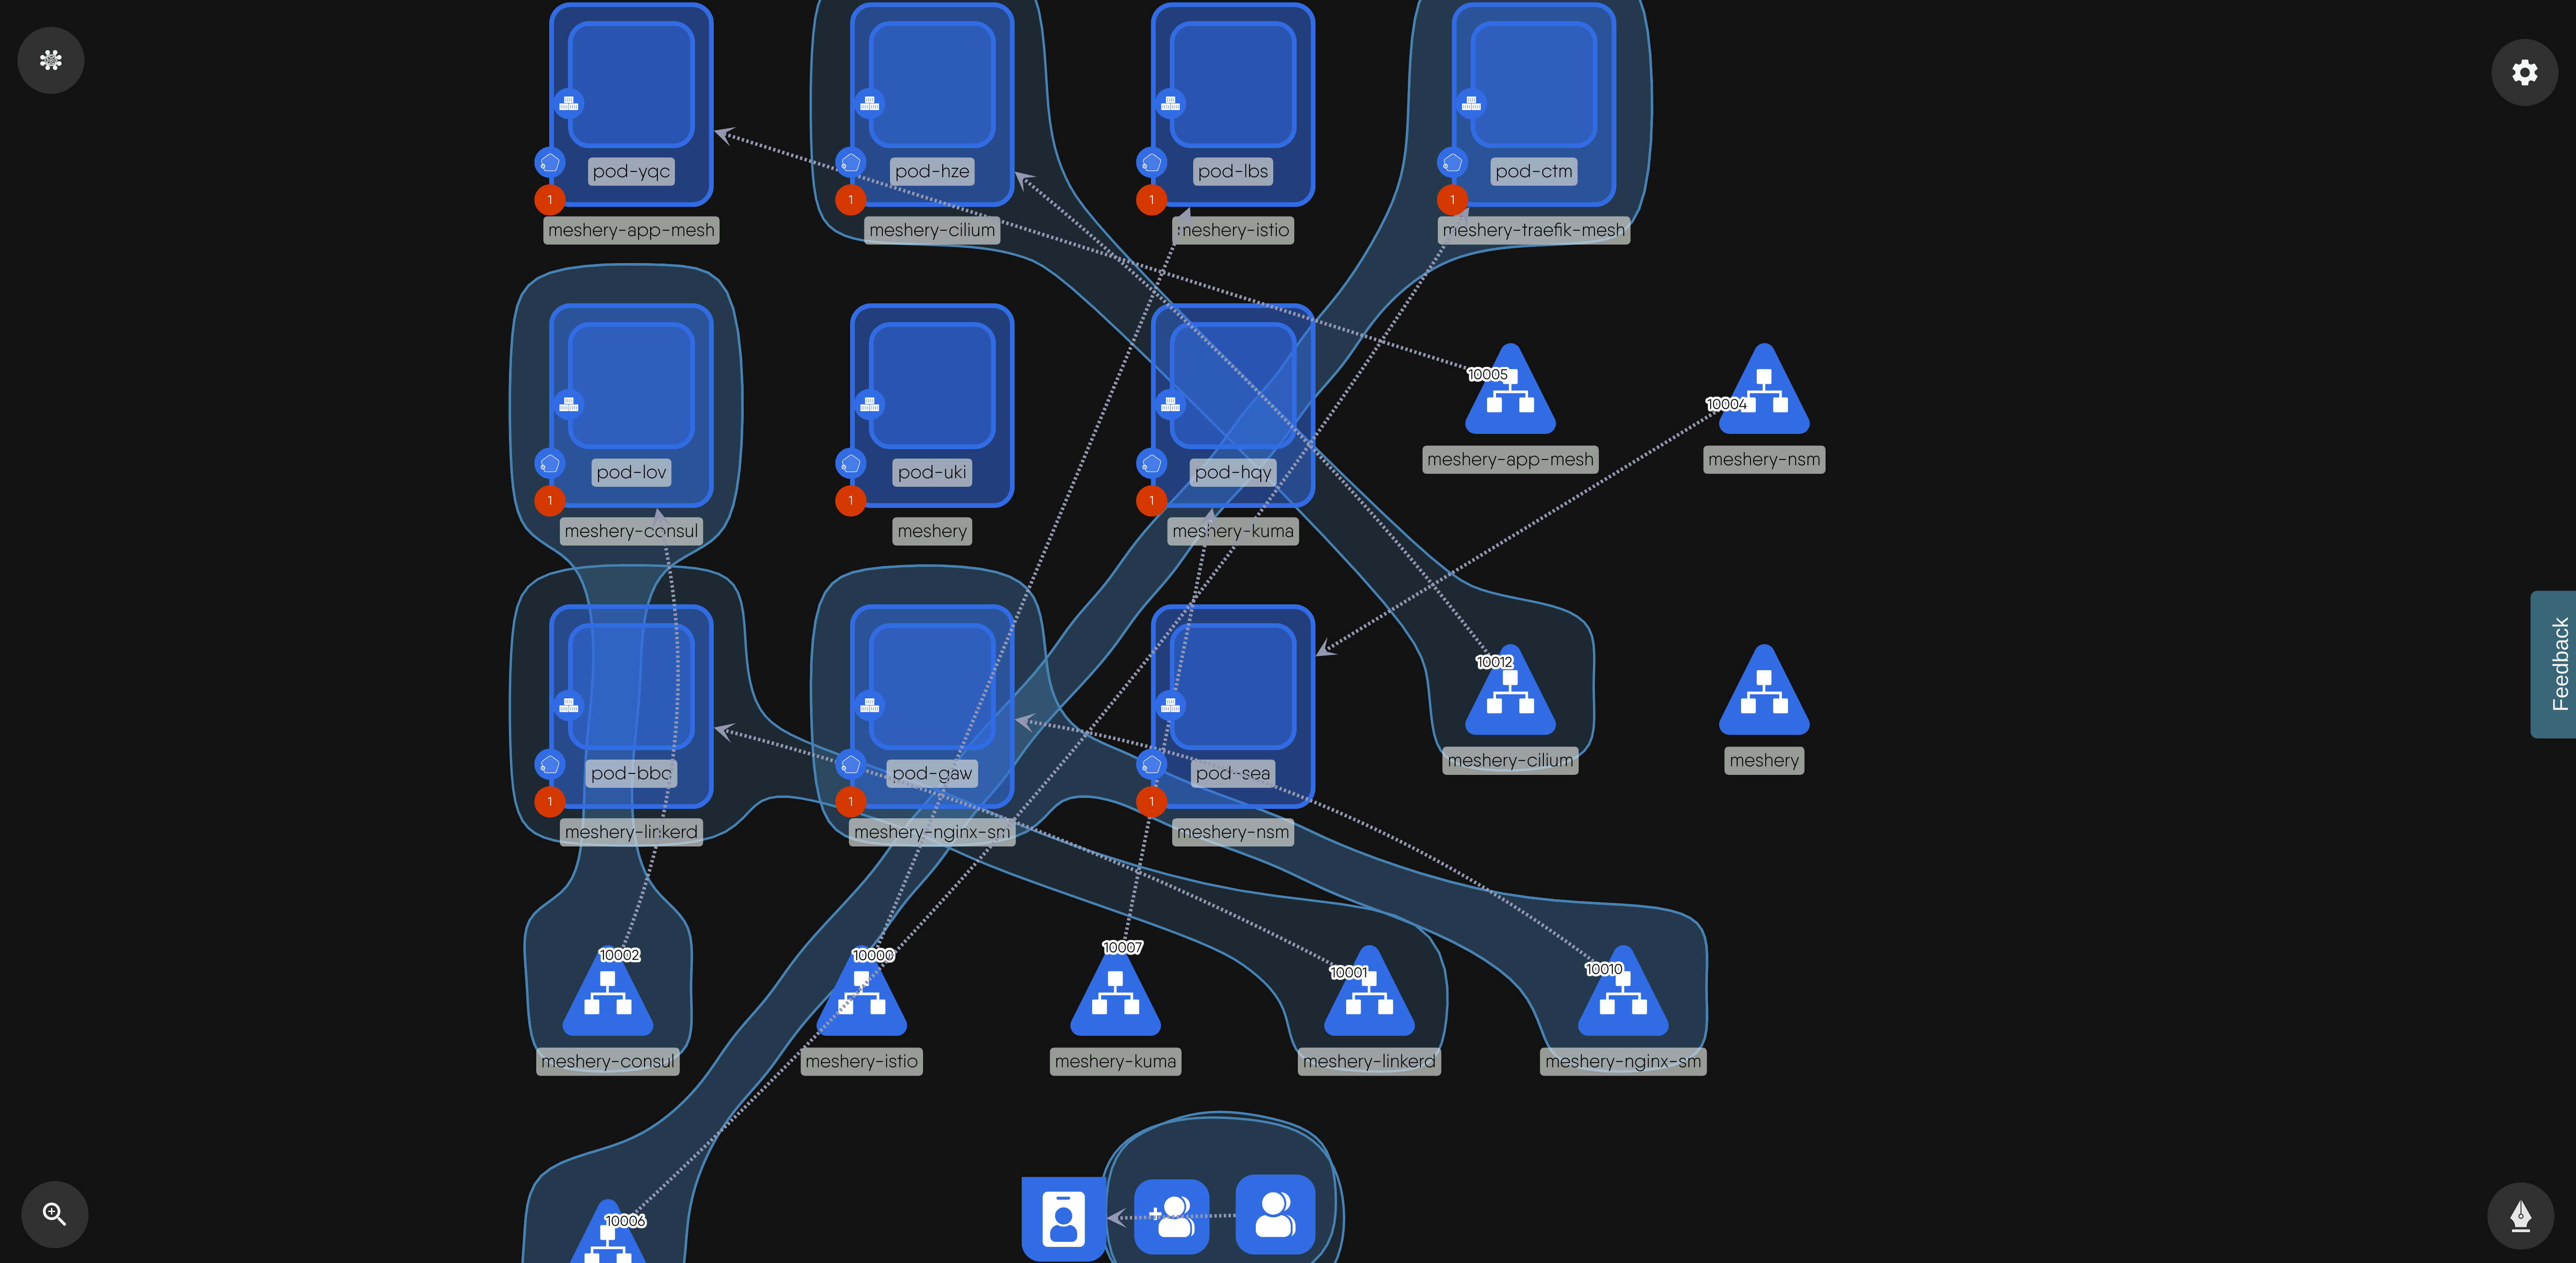 pod-yqc
pod-hze
pod-lbs
pod-ctm
1
1
1
1
meshery-app-mesh
meshery-cilium
meshery-istio
meshery-traefik-mesh
10005
10004
pod-lov
pod-uki
pod-hqy
meshery-app-mesh
meshery-nsm
1
1
1
meshery-consul
meshery
meshery-kuma
10012
Feedback
meshery-cilium
meshery
pod-bbc
pod-gaw
pod-sea
1
1
1
meshery-linkerd
meshery-nginx-sm
meshery-nsm
10002
10000
10007
10001
10010
meshery-consul
meshery-istio
meshery-kuma
meshery-linkerd
meshery-nginx-sm
10006